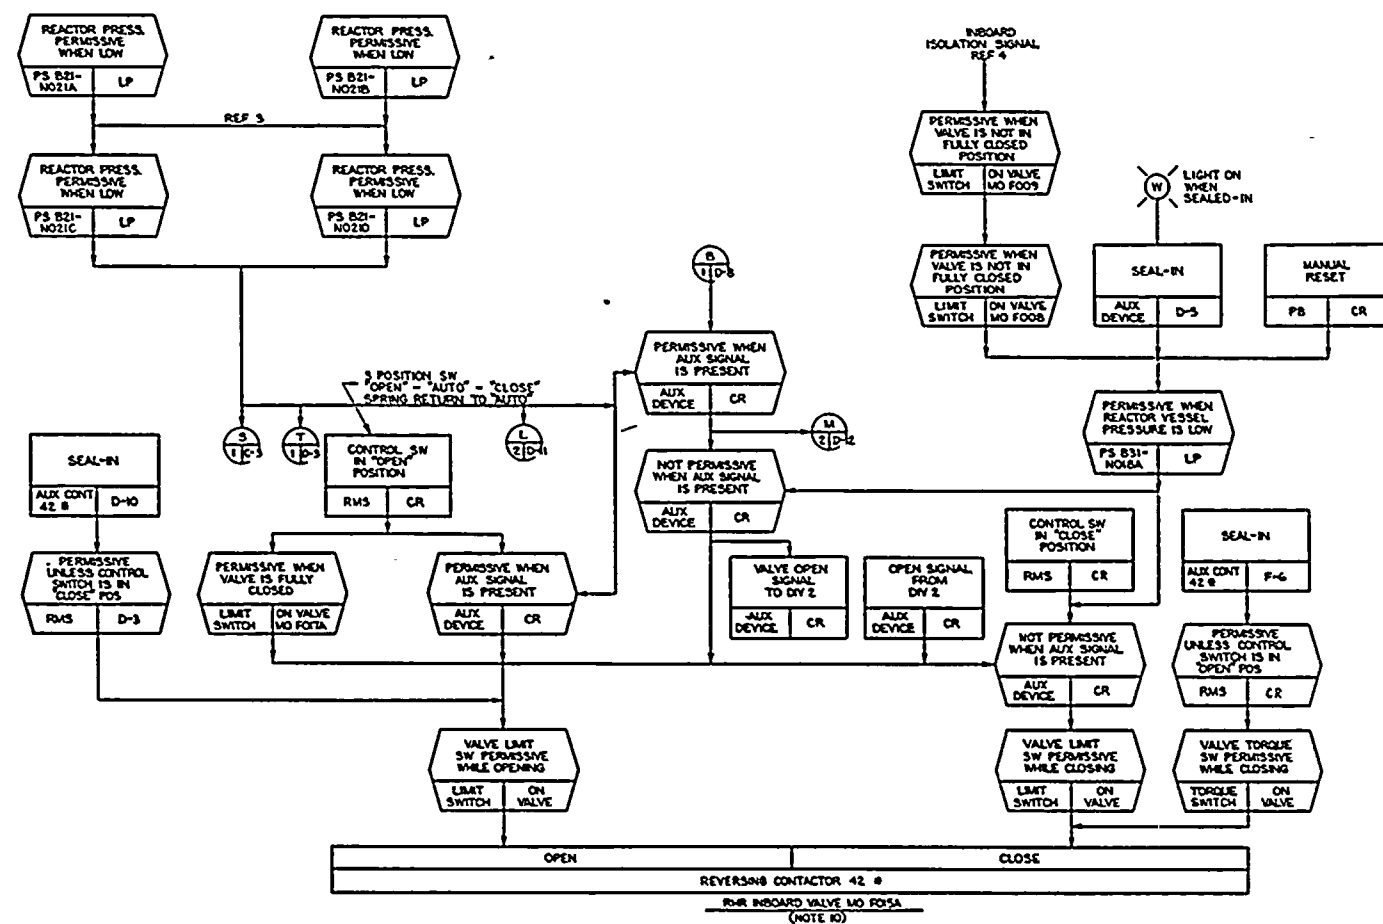 REACTOR PRESS.
PERMISSIVE
WHEN LOW
PS B21-
N021A
LP
REACTOR PRESS.
PERMISSIVE
WHEN LOW
PS B21-
N021B
LP
REF 3
REACTOR PRESS.
PERMISSIVE
WHEN LOW
PS B21-
N021C
LP
REACTOR PRESS.
PERMISSIVE
WHEN LOW
PS B21-
N021D
LP
INBOARD
ISOLATION SIGNAL
REF 4
PERMISSIVE WHEN
VALVE IS NOT IN
FULLY CLOSED
POSITION
LIMIT
SWITCH
ON VALVE
MO F009
W
LIGHT ON
WHEN
SEALED-IN
PERMISSIVE WHEN
VALVE IS NOT IN
FULLY CLOSED
POSITION
LIMIT
SWITCH
ON VALVE
MO F008
SEAL-IN
AUX
DEVICE
D-5
MANUAL
RESET
PB
CR
B
1 D-8
PERMISSIVE WHEN
AUX SIGNAL
IS PRESENT
AUX
DEVICE
CR
3 POSITION SW
"OPEN" - "AUTO" - "CLOSE"
SPRING RETURN TO "AUTO"
S
1 C-3
T
1 D-3
L
2 D-11
M
2 D-12
PERMISSIVE WHEN
REACTOR VESSEL
PRESSURE IS LOW
PS B31-
N018A
LP
SEAL-IN
AUX CONT
42 #
D-10
CONTROL SW
IN "OPEN"
POSITION
RMS
CR
NOT PERMISSIVE
WHEN AUX SIGNAL
IS PRESENT
AUX
DEVICE
CR
CONTROL SW
IN "CLOSE"
POSITION
RMS
CR
SEAL-IN
AUX CONT
42 #
F-6
PERMISSIVE
UNLESS CONTROL
SWITCH IS IN
"CLOSE" POS
RMS
D-3
PERMISSIVE WHEN
VALVE IS FULLY
CLOSED
LIMIT
SWITCH
ON VALVE
MO F017A
PERMISSIVE WHEN
AUX SIGNAL
IS PRESENT
AUX
DEVICE
CR
VALVE OPEN
SIGNAL
TO DIV 2
AUX
DEVICE
CR
OPEN SIGNAL
FROM
DIV 2
AUX
DEVICE
CR
NOT PERMISSIVE
WHEN AUX SIGNAL
IS PRESENT
AUX
DEVICE
CR
PERMISSIVE
UNLESS CONTROL
SWITCH IS IN
"OPEN" POS
RMS
CR
VALVE LIMIT
SW PERMISSIVE
WHILE OPENING
LIMIT
SWITCH
ON
VALVE
VALVE LIMIT
SW PERMISSIVE
WHILE CLOSING
LIMIT
SWITCH
ON
VALVE
VALVE TORQUE
SW PERMISSIVE
WHILE CLOSING
TORQUE
SWITCH
ON
VALVE
OPEN
CLOSE
REVERSING CONTACTOR 42 #
RHR INBOARD VALVE MO F015A
(NOTE 10)